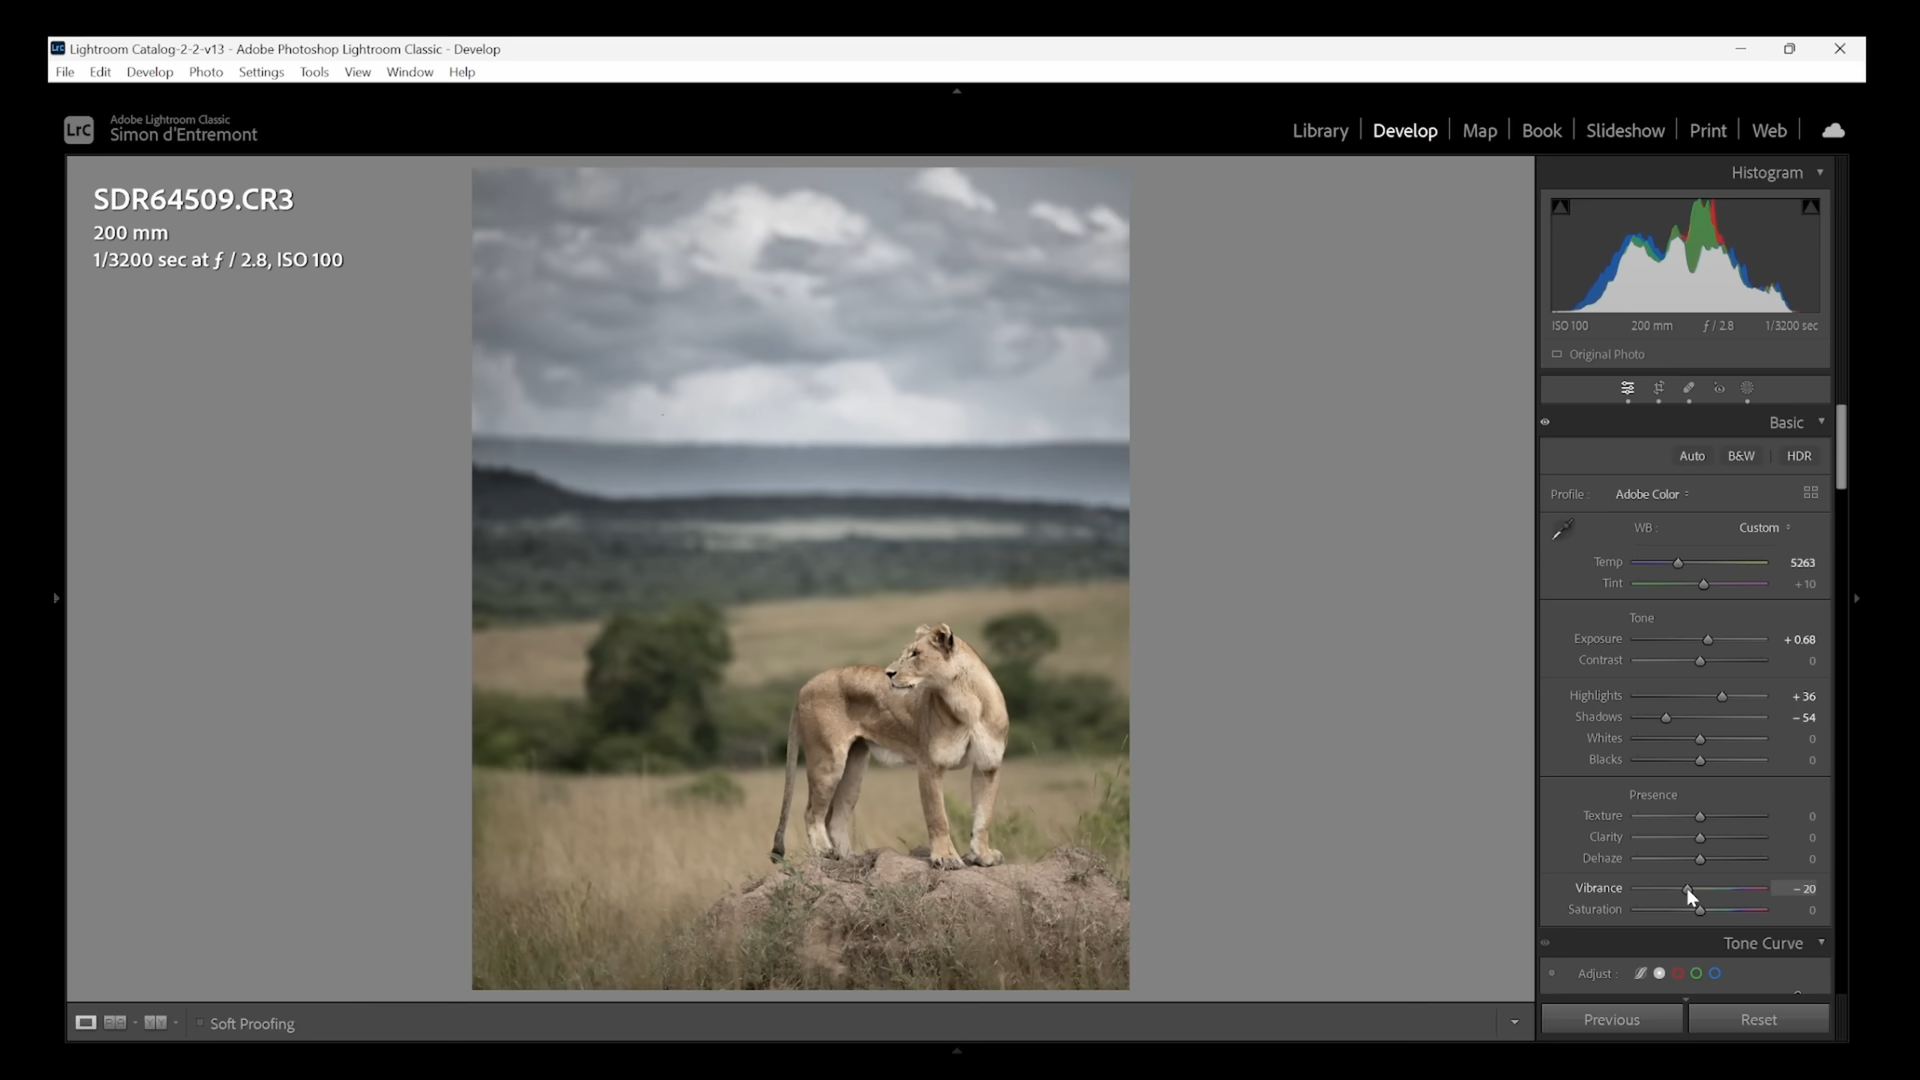 Lightroom Catalog-2-2-v13 - Adobe Photoshop Lightroom Classic - Develop
File Edit Develop Photo Settings Tools View Window Help
LrC
Adobe Lightroom Classic
Simon d'Entremont
Library | Develop | Map | Book | Slideshow | Print | Web |
SDR64509.CR3
200 mm
1/3200 sec at ƒ / 2.8, ISO 100
Histogram
ISO 100 200 mm ƒ / 2.8 1/3200 sec
Original Photo
Basic
Auto B&W HDR
Profile : Adobe Color
WB : Custom
Temp 5263
Tint + 10
Tone
Exposure + 0.68
Contrast 0
Highlights + 36
Shadows – 54
Whites 0
Blacks 0
Presence
Texture 0
Clarity 0
Dehaze 0
Vibrance – 20
Saturation 0
Tone Curve
Adjust :
Soft Proofing
Previous Reset